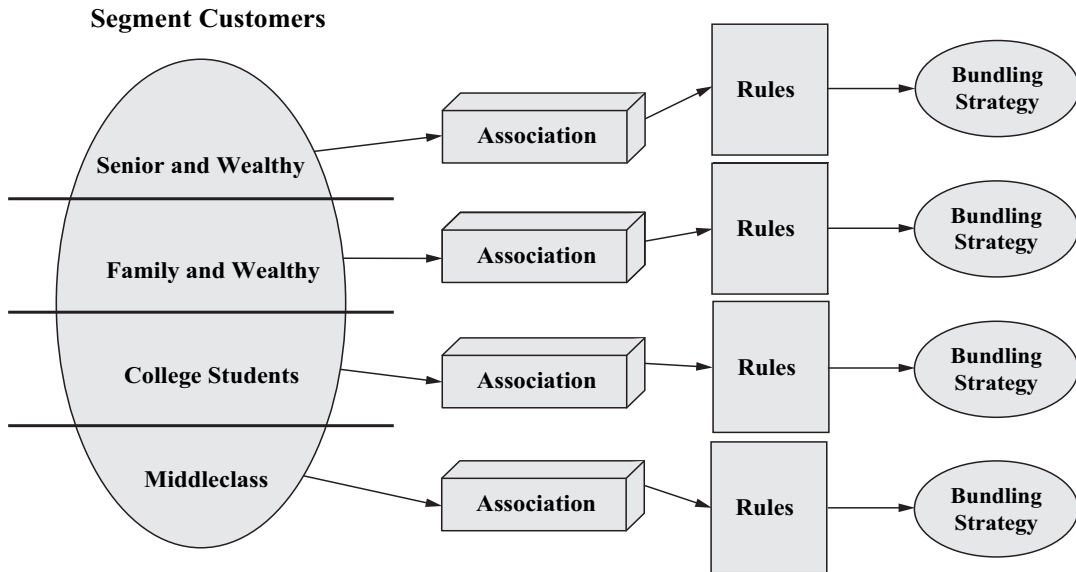 Segment Customers
Senior and Wealthy
Association
Rules
Bundling
Strategy
Family and Wealthy
Association
Rules
Bundling
Strategy
College Students
Association
Rules
Bundling
Strategy
Middleclass
Association
Rules
Bundling
Strategy